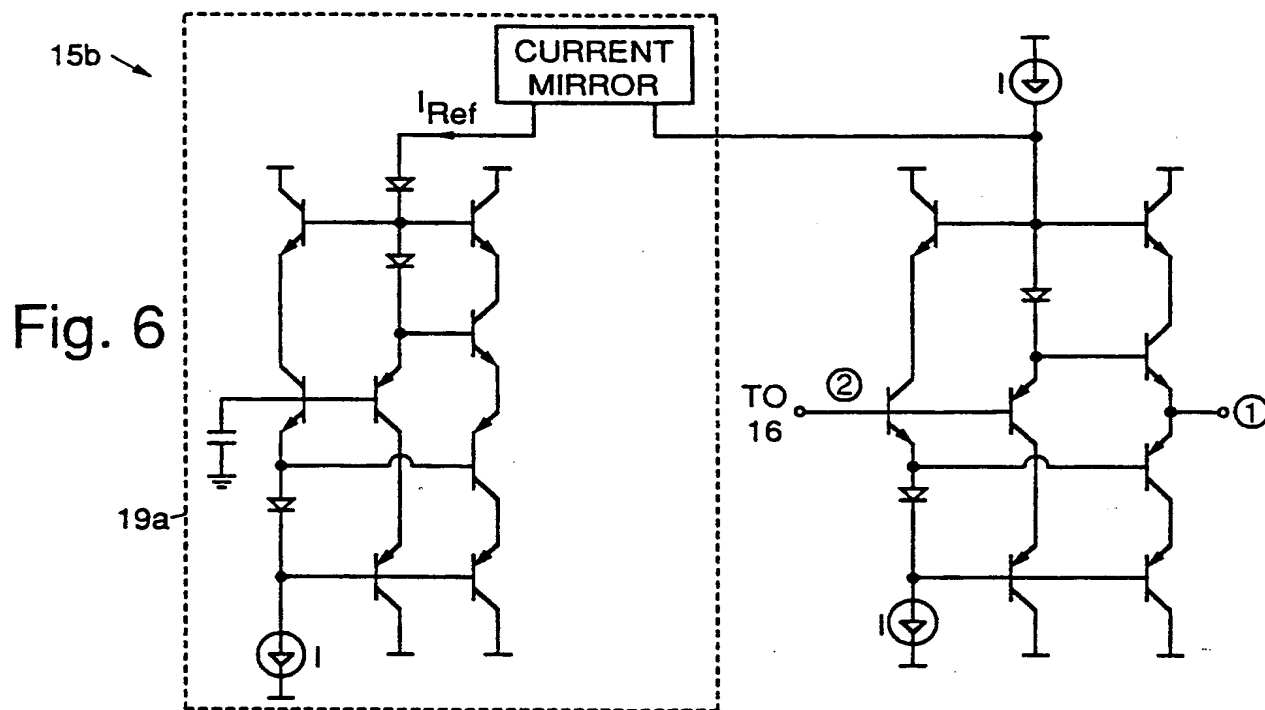 15b
CURRENT
MIRROR
I
IRef
Fig. 6
TO
16
②
①
19a
I
I